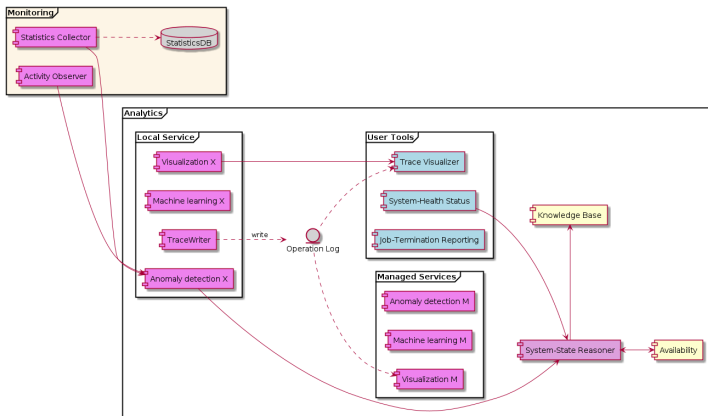 Monitoring
Statistics Collector
StatisticsDB
Activity Observer
Analytics
Local Service
User Tools
Visualization X
Trace Visualizer
Machine learning X
System-Health Status
Knowledge Base
TraceWriter
write
Operation Log
Job-Termination Reporting
Anomaly detection X
Managed Services
Anomaly detection M
Machine learning M
System-State Reasoner
Availability
Visualization M